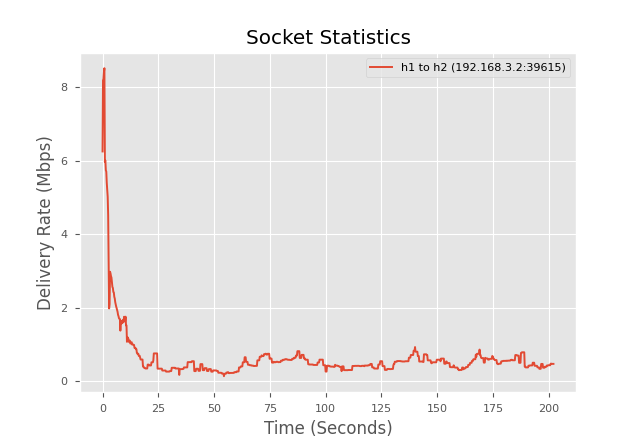 Socket Statistics
h1 to h2 (192.168.3.2:39615)
Delivery Rate (Mbps)
8
6
4
2
0
0 25 50 75 100 125 150 175 200
Time (Seconds)